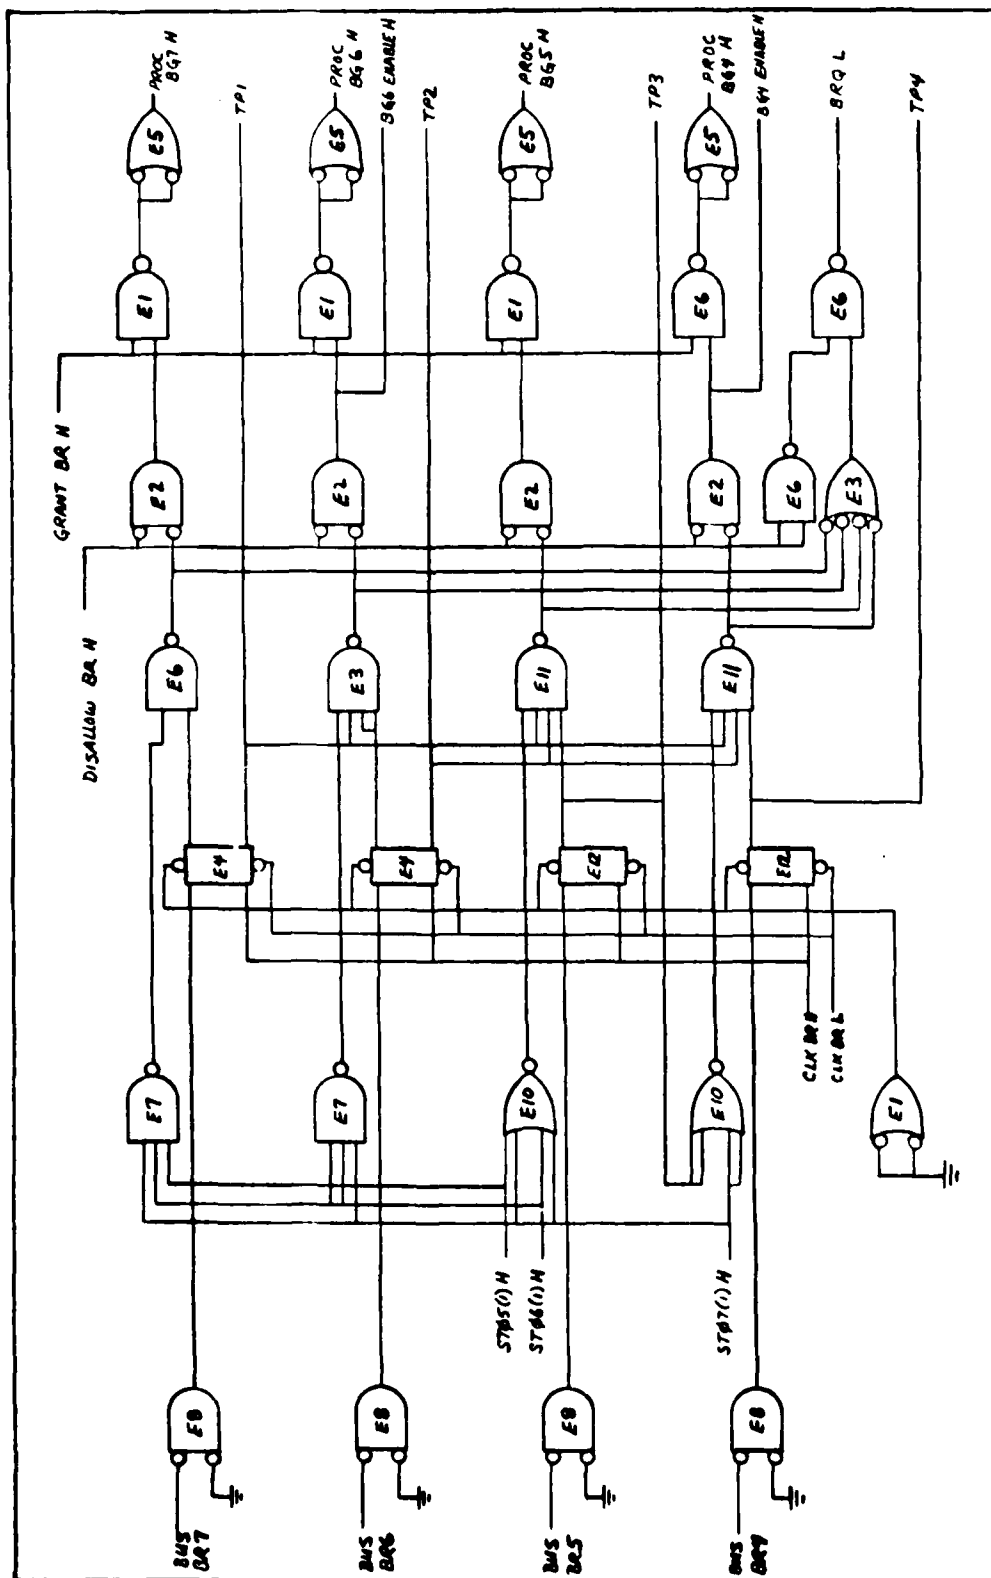 BUS
BR7
BUS
BR6
BUS
BR5
BUS
BR4
E8
E8
E8
E8
STØ5(1) H
STØ6(1) H
STØ7(1) H
E7
E7
E10
E10
E1
CLK BR H
CLK BR L
E4
E4
E12
E12
E6
E3
E11
E11
DISALLOW BR H
E2
E2
E2
E2
E6
E3
GRANT BR H
E1
E1
E1
E6
E6
E5
E5
E5
E5
PROC
BG7 H
TP1
PROC
BG6 H
BG6 ENABLE H
TP2
PROC
BG5 H
TP3
PROC
BG4 H
BG4 ENABLE H
BRQ L
TP4